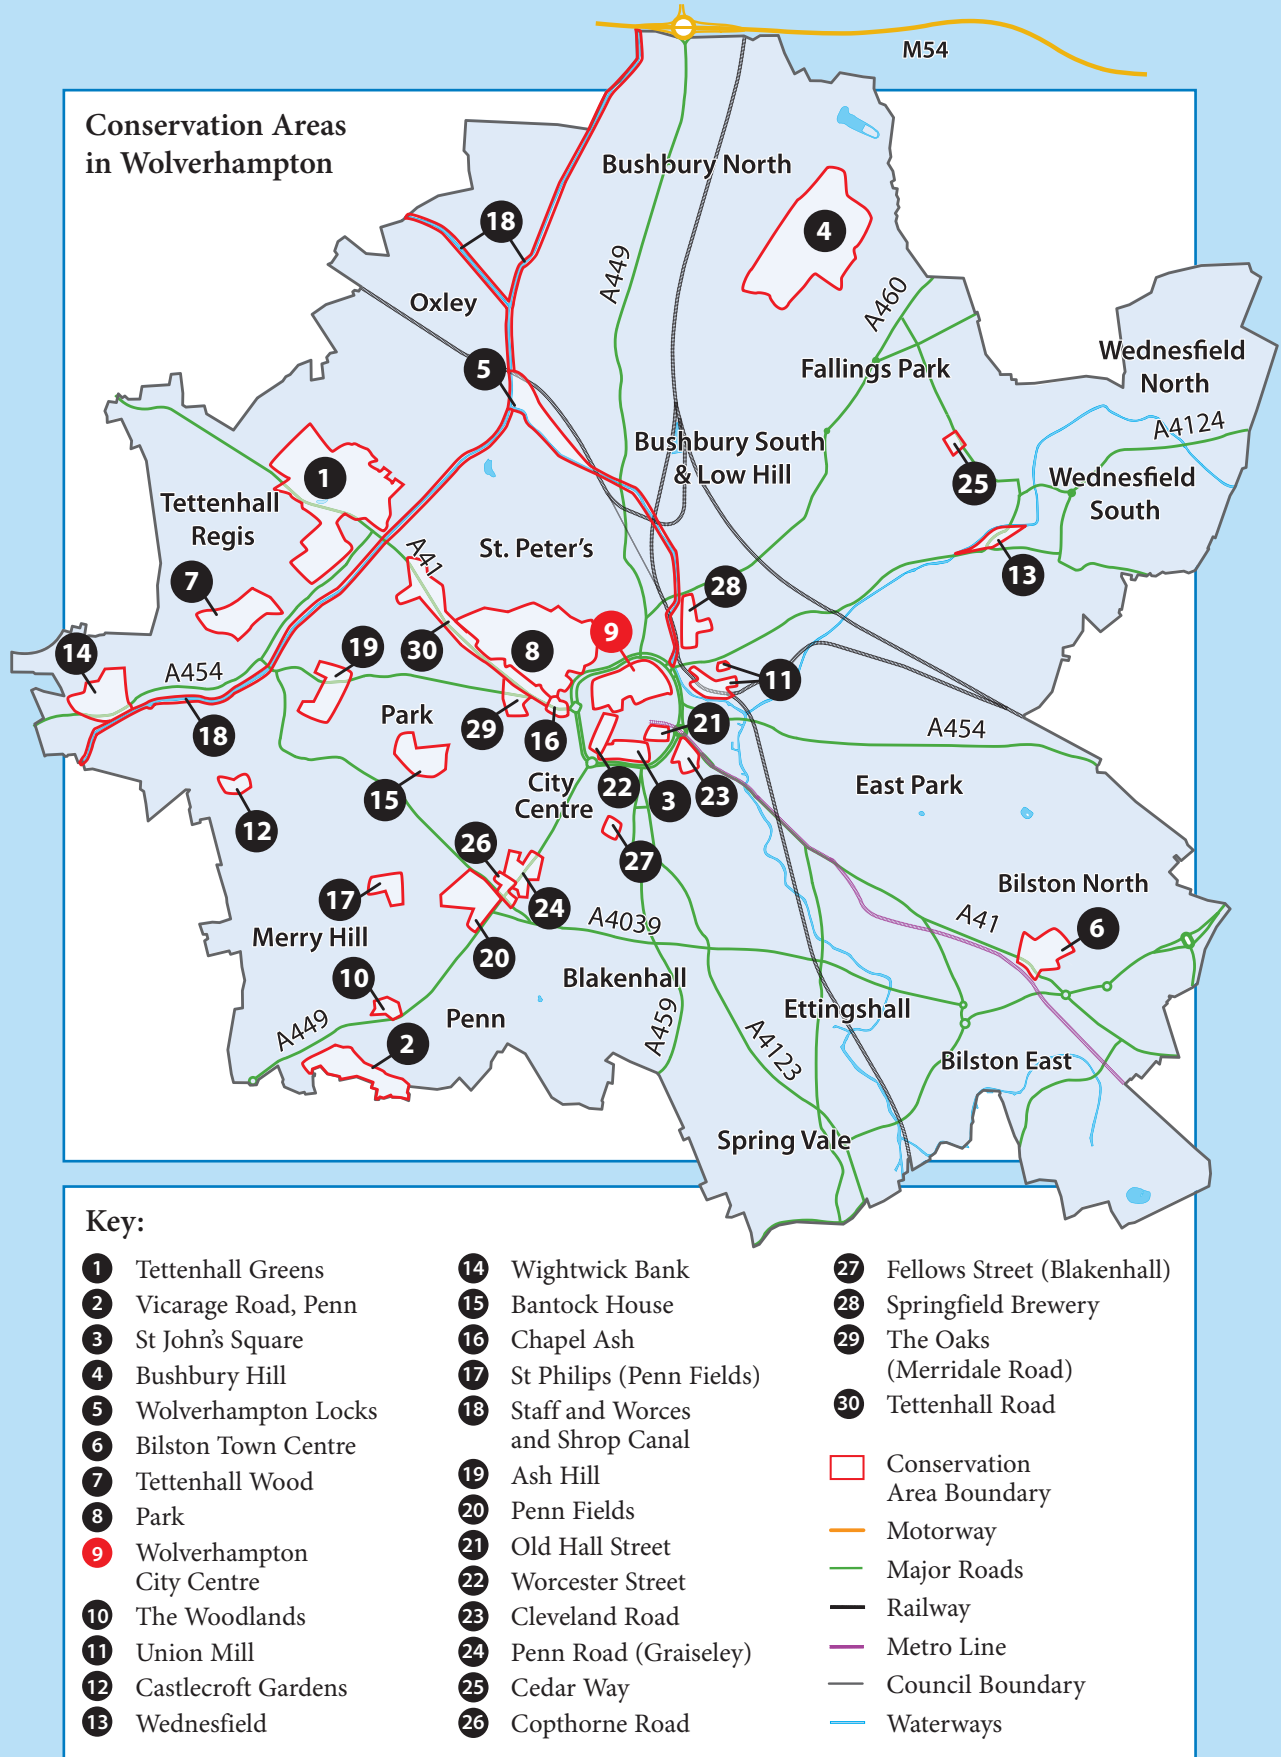 M54
Conservation Areas
in Wolverhampton
Bushbury North
18
4
A449
Oxley
A460
5
Fallings Park
Wednesfield
North
A4124
Bushbury South
& Low Hill
1
25
Wednesfield
South
Tettenhall
Regis
A41
St. Peter's
7
13
28
9
14
19
30
8
A454
11
Park
29
16
21
18
A454
City
Centre
22
3
23
East Park
15
12
26
27
Bilston North
17
24
A4039
A41
6
Merry Hill
20
10
Blakenhall
Penn
A449
2
A459
A4123
Ettingshall
Bilston East
Spring Vale
Key:
1 Tettenhall Greens
2 Vicarage Road, Penn
3 St John's Square
4 Bushbury Hill
5 Wolverhampton Locks
6 Bilston Town Centre
7 Tettenhall Wood
8 Park
9 Wolverhampton
City Centre
10 The Woodlands
11 Union Mill
12 Castlecroft Gardens
13 Wednesfield
14 Wightwick Bank
15 Bantock House
16 Chapel Ash
17 St Philips (Penn Fields)
18 Staff and Worces
and Shrop Canal
19 Ash Hill
20 Penn Fields
21 Old Hall Street
22 Worcester Street
23 Cleveland Road
24 Penn Road (Graiseley)
25 Cedar Way
26 Copthorne Road
27 Fellows Street (Blakenhall)
28 Springfield Brewery
29 The Oaks
(Merridale Road)
30 Tettenhall Road
Conservation
Area Boundary
Motorway
Major Roads
Railway
Metro Line
Council Boundary
Waterways